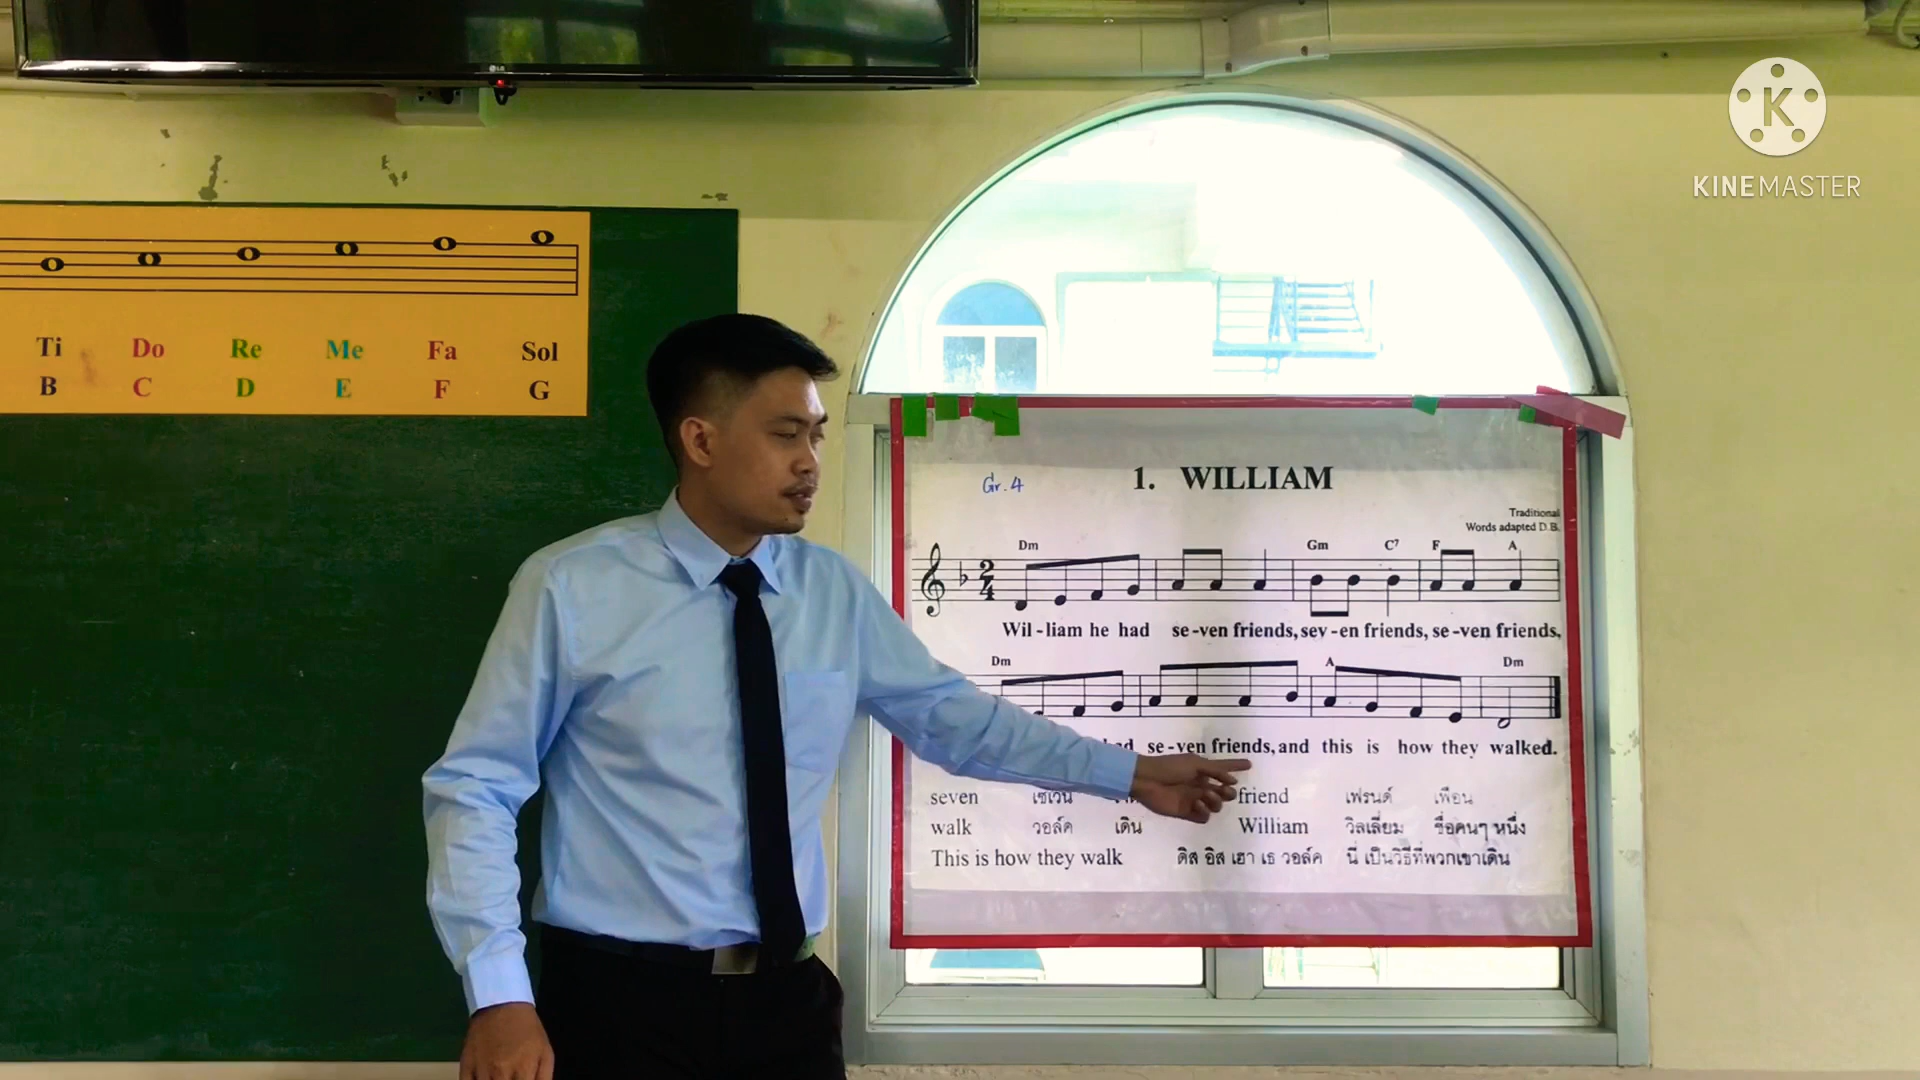 LG
K
KINEMASTER
Ti Do Re Me Fa Sol
B C D E F G
Gr. 4
1. WILLIAM
Traditional
Words adapted D.B.
Dm Gm C7 F A
2
4
Wil-liam he had se-ven friends, sev-en friends, se-ven friends,
Dm A Dm
se-ven friends, and this is how they walked.
seven เซเว่น friend เฟรนด์ เพื่อน
walk วอล์ค เดิน William วิลเลี่ยม ชื่อคนๆ หนึ่ง
This is how they walk ดิส อิส เฮา เธ วอล์ค นี่ เป็นวิธีที่พวกเขาเดิน